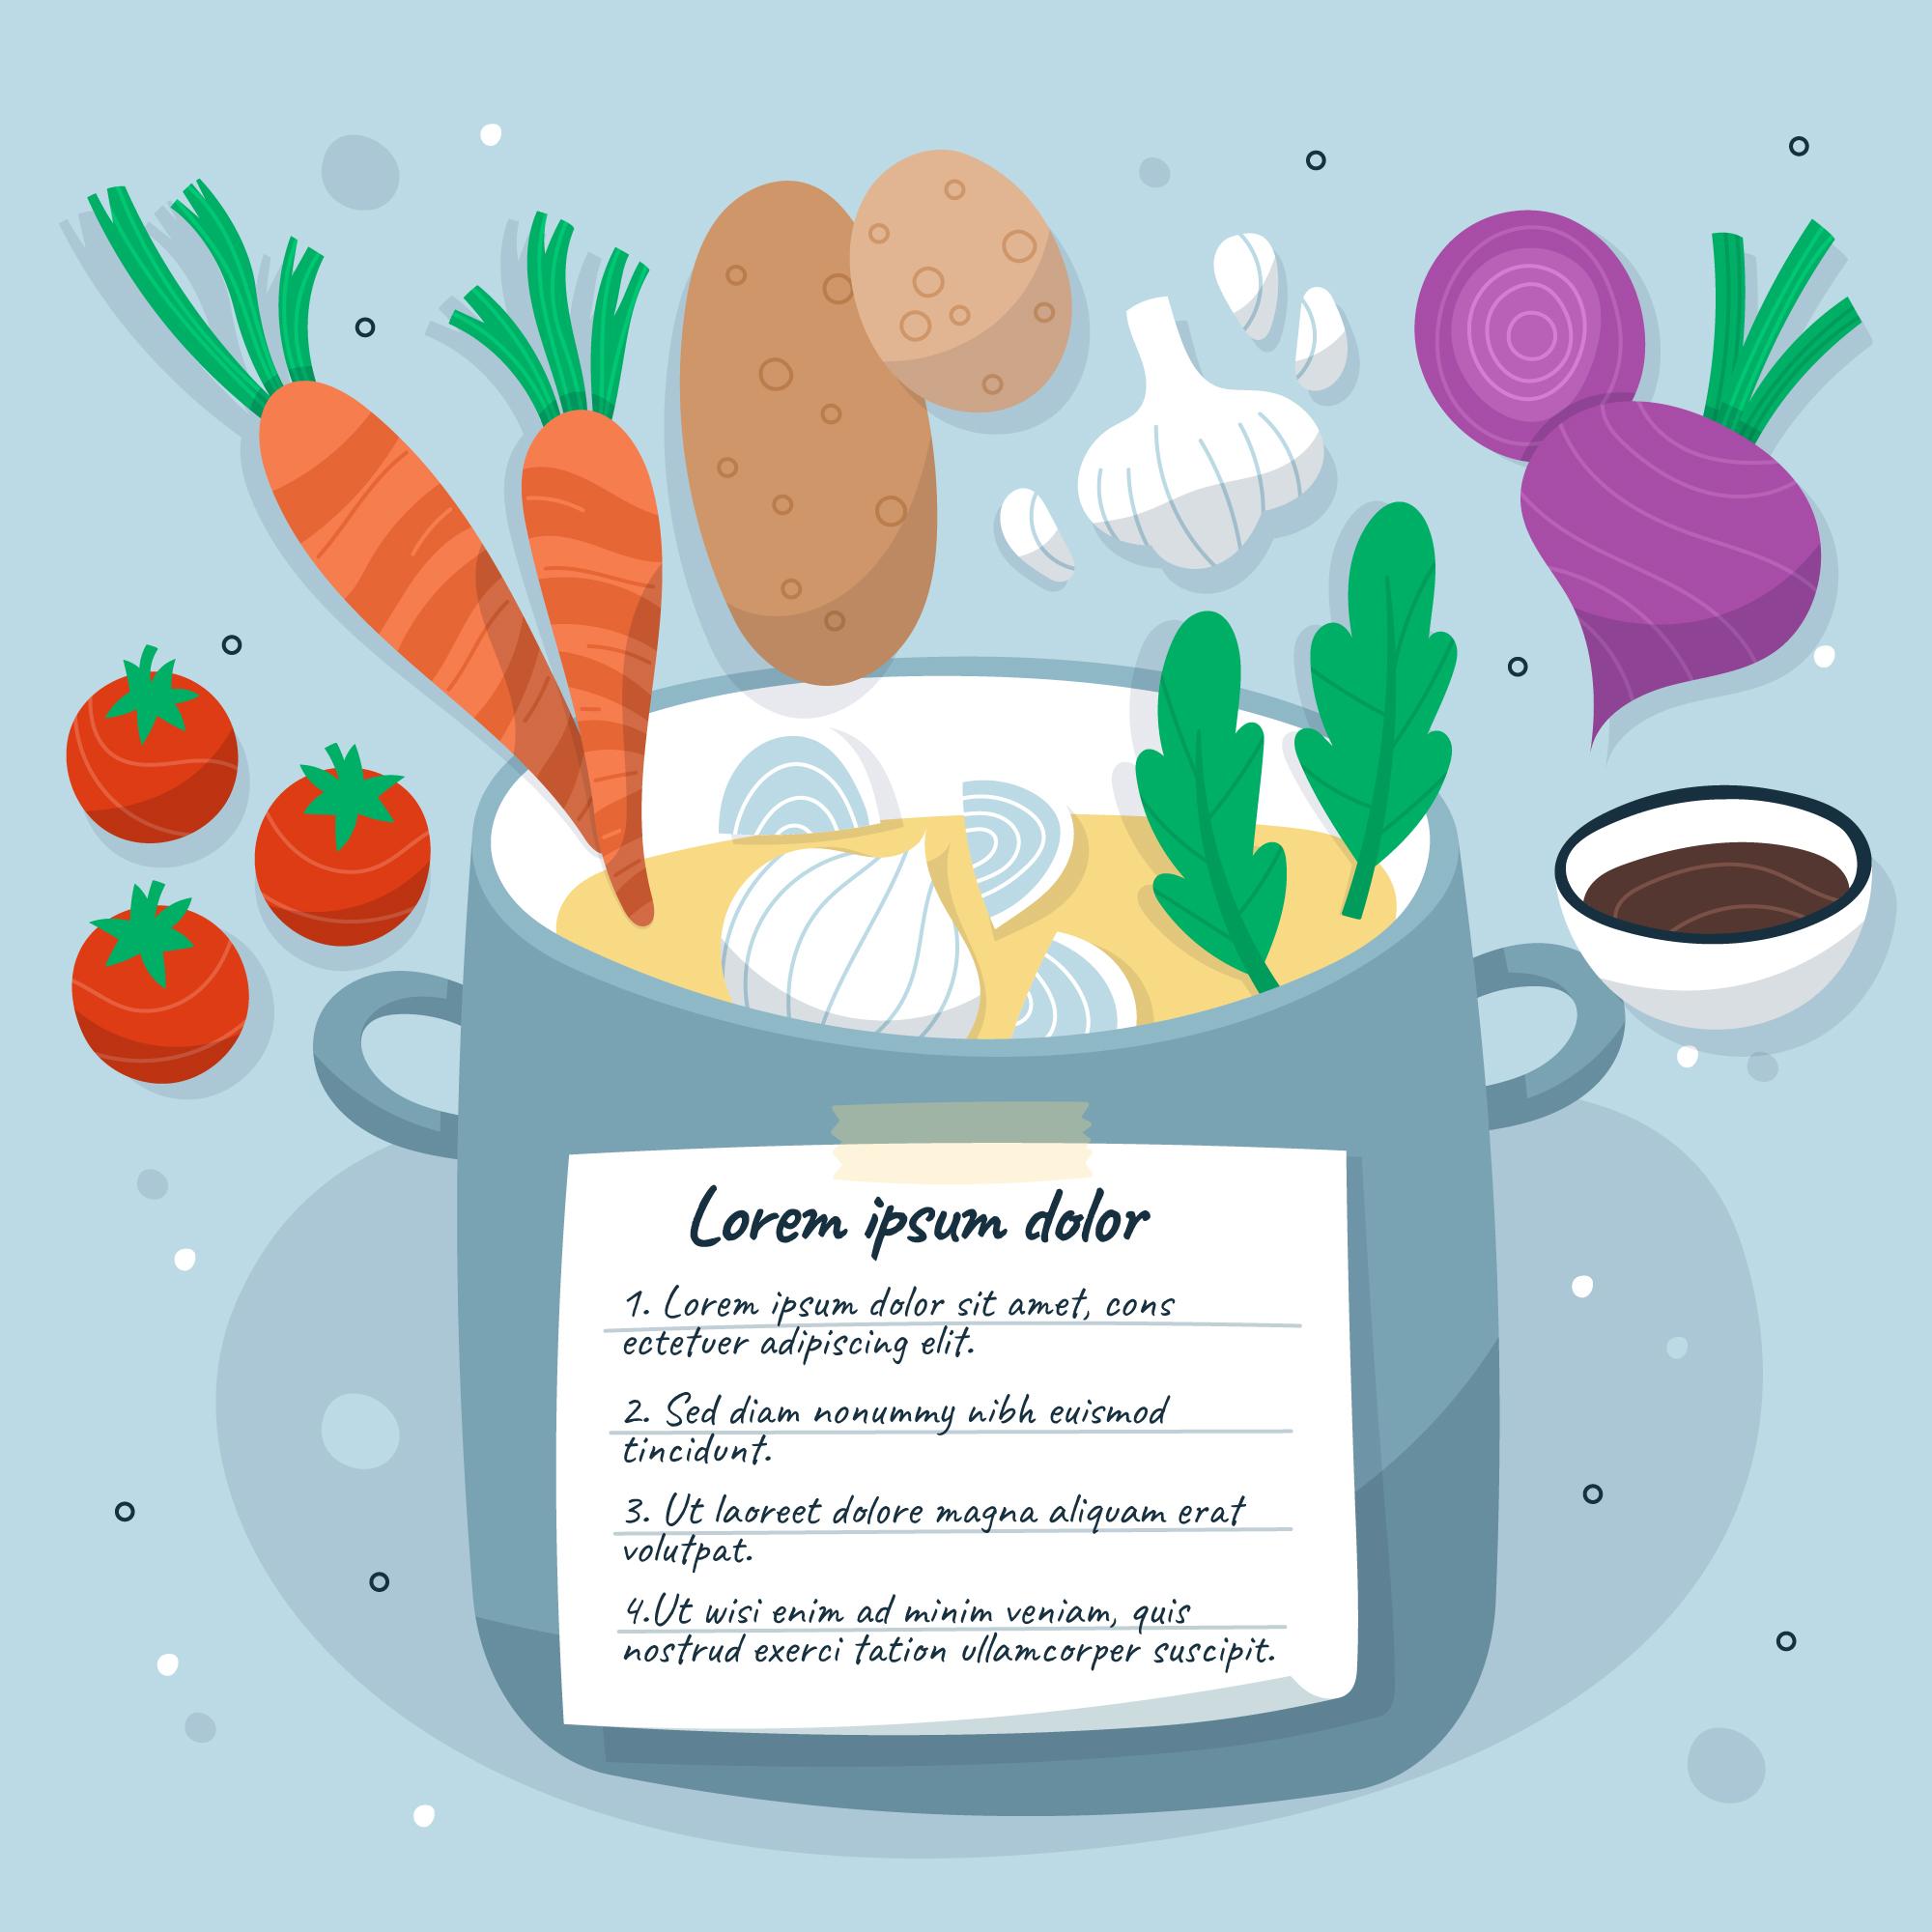 Lorem ipsum dolor
1. Lorem ipsum dolor sit amet, cons
ectetuer adipiscing elit.
2. Sed diam nonummy nibh euismod
tincidunt.
3. Ut laoreet dolore magna aliquam erat
volutpat.
4.Ut wisi enim ad minim veniam, quis
nostrud exerci tation ullamcorper suscipit.